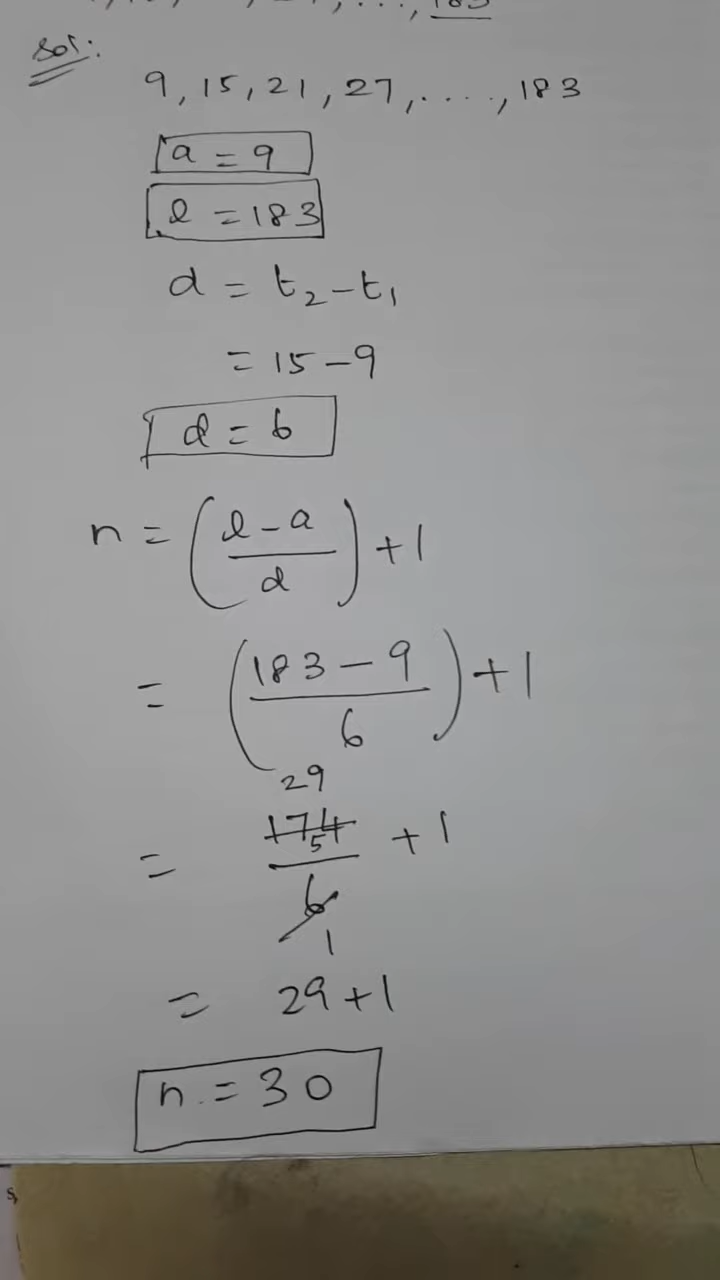 ..., 183
Sol:
9, 15, 21, 27, ...., 183
a = 9
l = 183
d = t₂ - t₁
= 15 - 9
d = 6
n = ( l - a / d ) + 1
= ( 183 - 9 / 6 ) + 1
29
= 174 / 6 + 1
5
1
= 29 + 1
n = 30